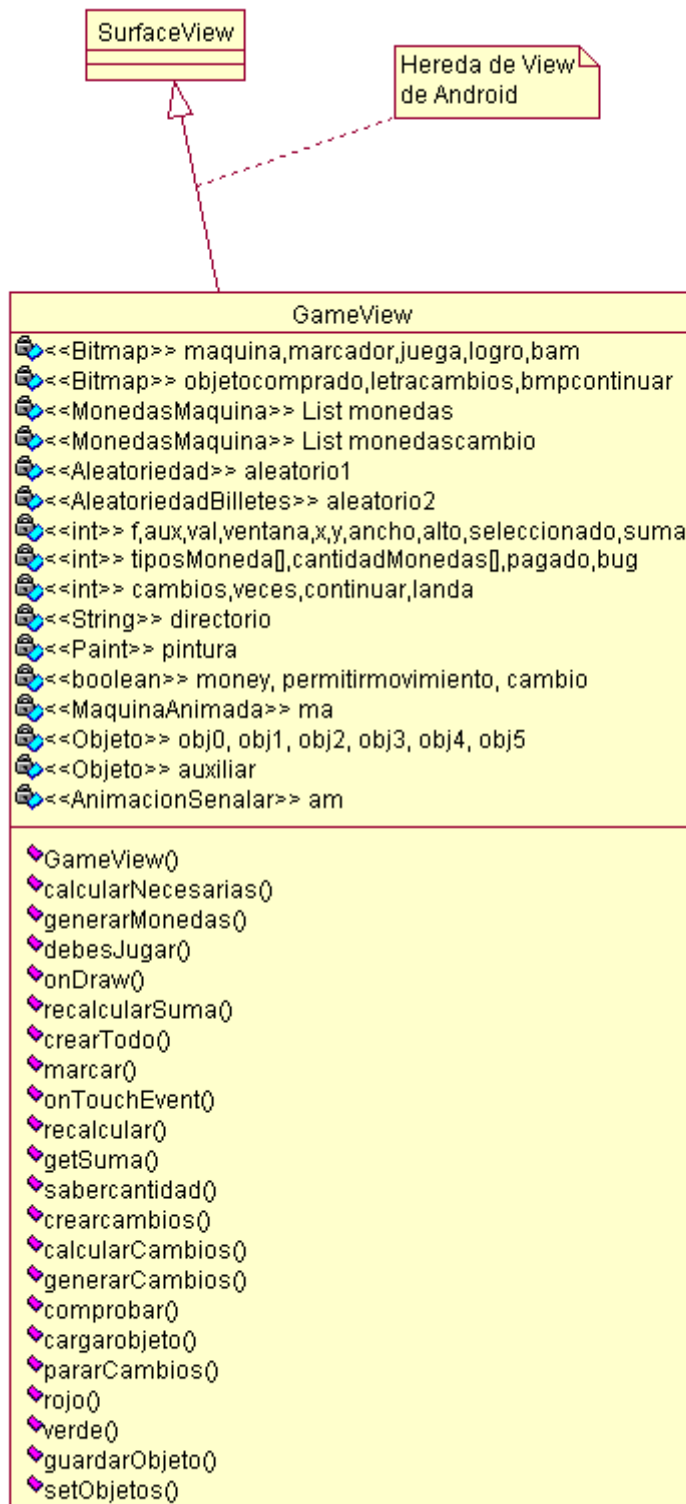 SurfaceView
Hereda de View
de Android
GameView
<<Bitmap>> maquina,marcador,juega,logro,bam
<<Bitmap>> objetocomprado,letracambios,bmpcontinuar
<<MonedasMaquina>> List monedas
<<MonedasMaquina>> List monedascambio
<<Aleatoriedad>> aleatorio1
<<AleatoriedadBilletes>> aleatorio2
<<int>> f,aux,val,ventana,x,y,ancho,alto,seleccionado,suma
<<int>> tiposMoneda[],cantidadMonedas[],pagado,bug
<<int>> cambios,veces,continuar,landa
<<String>> directorio
<<Paint>> pintura
<<boolean>> money, permitirmovimiento, cambio
<<MaquinaAnimada>> ma
<<Objeto>> obj0, obj1, obj2, obj3, obj4, obj5
<<Objeto>> auxiliar
<<AnimacionSenalar>> am
GameView()
calcularNecesarias()
generarMonedas()
debesJugar()
onDraw()
recalcularSuma()
crearTodo()
marcar()
onTouchEvent()
recalcular()
getSuma()
sabercantidad()
crearcambios()
calcularCambios()
generarCambios()
comprobar()
cargarobjeto()
pararCambios()
rojo()
verde()
guardarObjeto()
setObjetos()